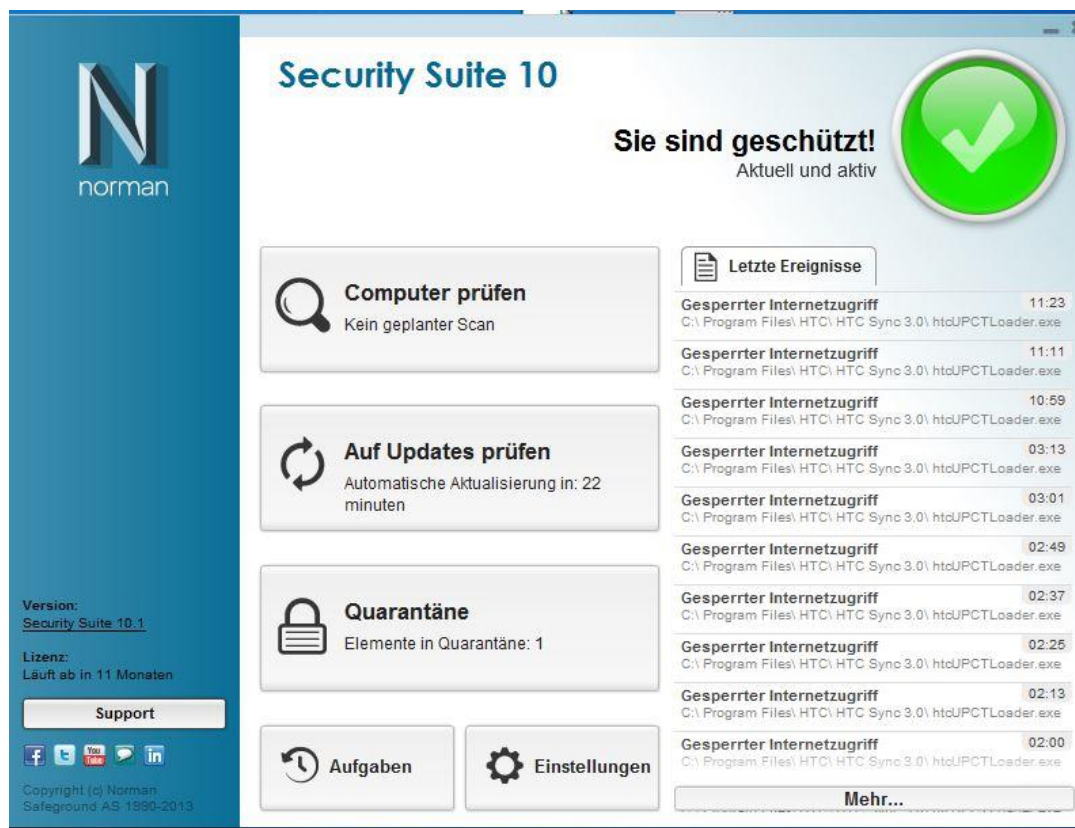 norman
Security Suite 10
Sie sind geschützt!
Aktuell und aktiv
Computer prüfen
Kein geplanter Scan
Auf Updates prüfen
Automatische Aktualisierung in: 22
minuten
Quarantäne
Elemente in Quarantäne: 1
Aufgaben
Einstellungen
Letzte Ereignisse
Gesperrter Internetzugriff 11:23
C:\ Program Files\ HTC\ HTC Sync 3.0\ htcUPCTLoader.exe
Gesperrter Internetzugriff 11:11
C:\ Program Files\ HTC\ HTC Sync 3.0\ htcUPCTLoader.exe
Gesperrter Internetzugriff 10:59
C:\ Program Files\ HTC\ HTC Sync 3.0\ htcUPCTLoader.exe
Gesperrter Internetzugriff 03:13
C:\ Program Files\ HTC\ HTC Sync 3.0\ htcUPCTLoader.exe
Gesperrter Internetzugriff 03:01
C:\ Program Files\ HTC\ HTC Sync 3.0\ htcUPCTLoader.exe
Gesperrter Internetzugriff 02:49
C:\ Program Files\ HTC\ HTC Sync 3.0\ htcUPCTLoader.exe
Gesperrter Internetzugriff 02:37
C:\ Program Files\ HTC\ HTC Sync 3.0\ htcUPCTLoader.exe
Gesperrter Internetzugriff 02:25
C:\ Program Files\ HTC\ HTC Sync 3.0\ htcUPCTLoader.exe
Gesperrter Internetzugriff 02:13
C:\ Program Files\ HTC\ HTC Sync 3.0\ htcUPCTLoader.exe
Gesperrter Internetzugriff 02:00
C:\ Program Files\ HTC\ HTC Sync 3.0\ htcUPCTLoader.exe
Mehr...
Version:
Security Suite 10.1
Lizenz:
Läuft ab in 11 Monaten
Support
Copyright (c) Norman
Safeground AS 1990-2013